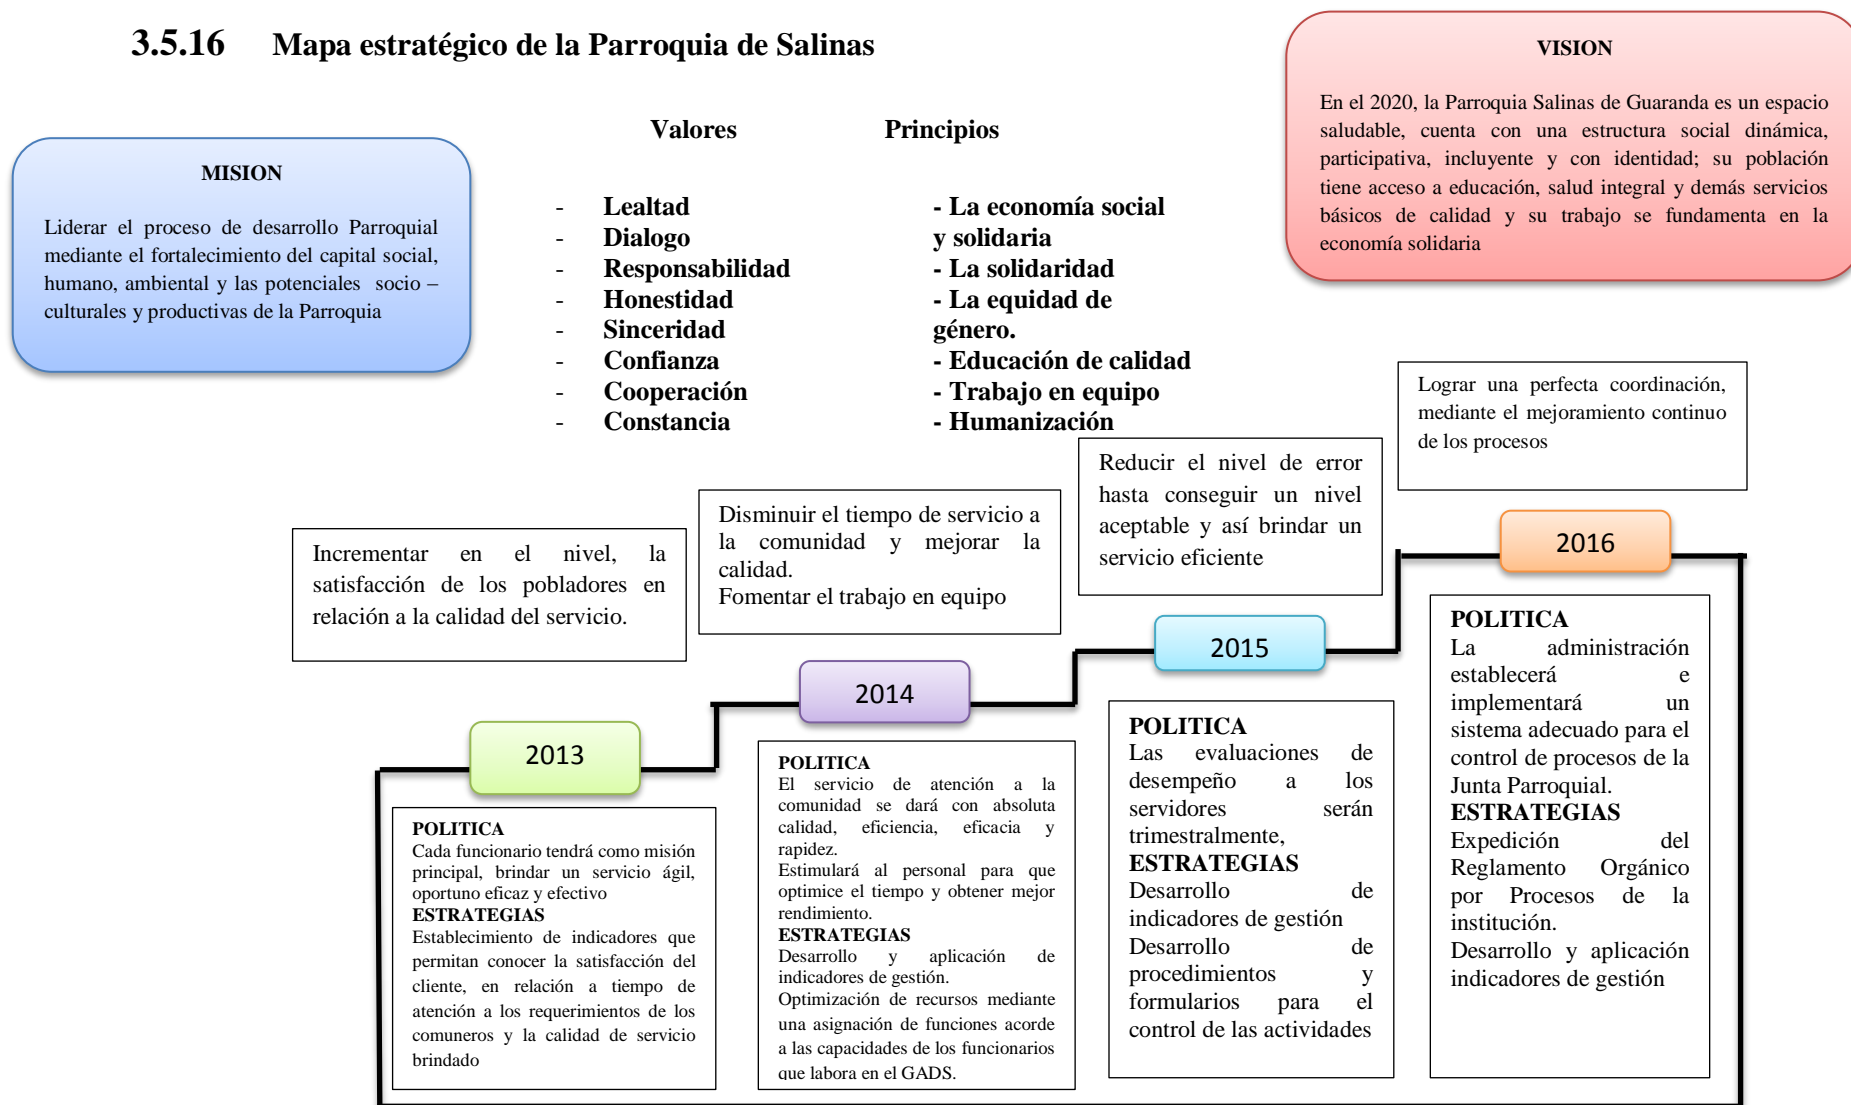 3.5.16 Mapa estratégico de la Parroquia de Salinas
MISION
Liderar el proceso de desarrollo Parroquial
mediante el fortalecimiento del capital social,
humano, ambiental y las potenciales socio –
culturales y productivas de la Parroquia
Valores
- Lealtad
- Dialogo
- Responsabilidad
- Honestidad
- Sinceridad
- Confianza
- Cooperación
- Constancia
Principios
- La economía social
y solidaria
- La solidaridad
- La equidad de
género.
- Educación de calidad
- Trabajo en equipo
- Humanización
VISION
En el 2020, la Parroquia Salinas de Guaranda es un espacio
saludable, cuenta con una estructura social dinámica,
participativa, incluyente y con identidad; su población
tiene acceso a educación, salud integral y demás servicios
básicos de calidad y su trabajo se fundamenta en la
economía solidaria
Incrementar en el nivel, la
satisfacción de los pobladores en
relación a la calidad del servicio.
2013
POLITICA
Cada funcionario tendrá como misión
principal, brindar un servicio ágil,
oportuno eficaz y efectivo
ESTRATEGIAS
Establecimiento de indicadores que
permitan conocer la satisfacción del
cliente, en relación a tiempo de
atención a los requerimientos de los
comuneros y la calidad de servicio
brindado
Disminuir el tiempo de servicio a
la comunidad y mejorar la
calidad.
Fomentar el trabajo en equipo
2014
POLITICA
El servicio de atención a la
comunidad se dará con absoluta
calidad, eficiencia, eficacia y
rapidez.
Estimulará al personal para que
optimice el tiempo y obtener mejor
rendimiento.
ESTRATEGIAS
Desarrollo y aplicación de
indicadores de gestión.
Optimización de recursos mediante
una asignación de funciones acorde
a las capacidades de los funcionarios
que labora en el GADS.
Reducir el nivel de error
hasta conseguir un nivel
aceptable y así brindar un
servicio eficiente
2015
POLITICA
Las evaluaciones de
desempeño a los
servidores serán
trimestralmente,
ESTRATEGIAS
Desarrollo de
indicadores de gestión
Desarrollo de
procedimientos y
formularios para el
control de las actividades
Lograr una perfecta coordinación,
mediante el mejoramiento continuo
de los procesos
2016
POLITICA
La administración
establecerá e
implementará un
sistema adecuado para el
control de procesos de la
Junta Parroquial.
ESTRATEGIAS
Expedición del
Reglamento Orgánico
por Procesos de la
institución.
Desarrollo y aplicación
indicadores de gestión